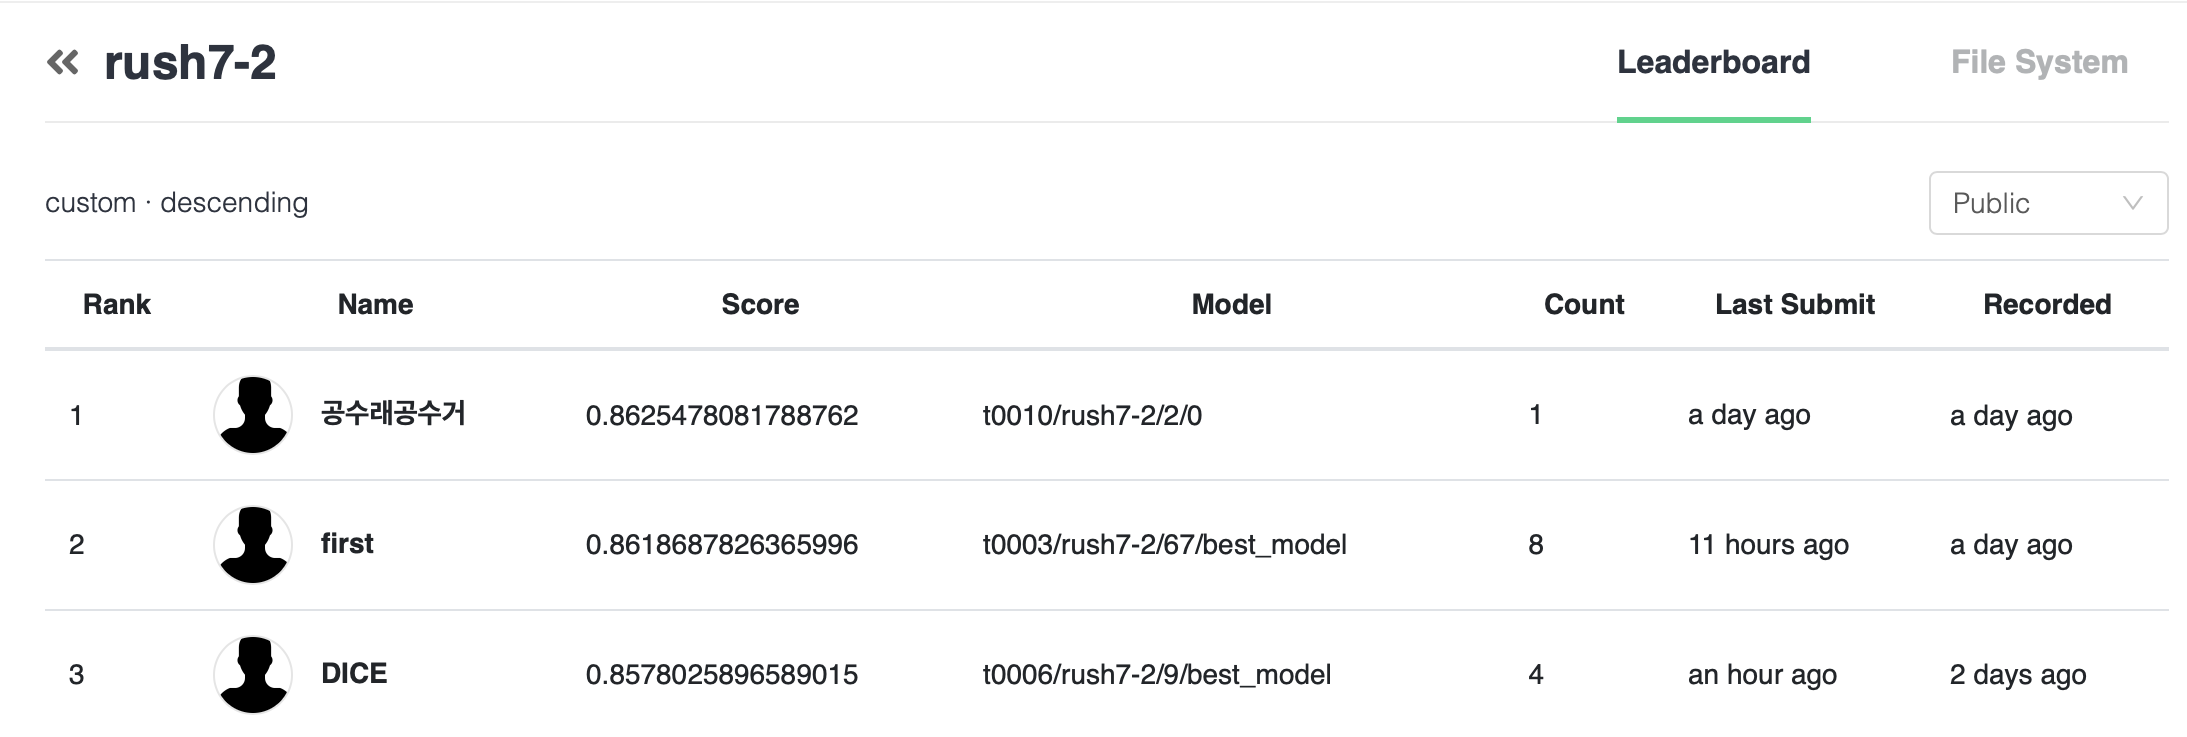 « rush7-2 Leaderboard File System
custom · descending Public
Rank Name Score Model Count Last Submit Recorded
1 공수래공수거 0.8625478081788762 t0010/rush7-2/2/0 1 a day ago a day ago
2 first 0.8618687826365996 t0003/rush7-2/67/best_model 8 11 hours ago a day ago
3 DICE 0.8578025896589015 t0006/rush7-2/9/best_model 4 an hour ago 2 days ago